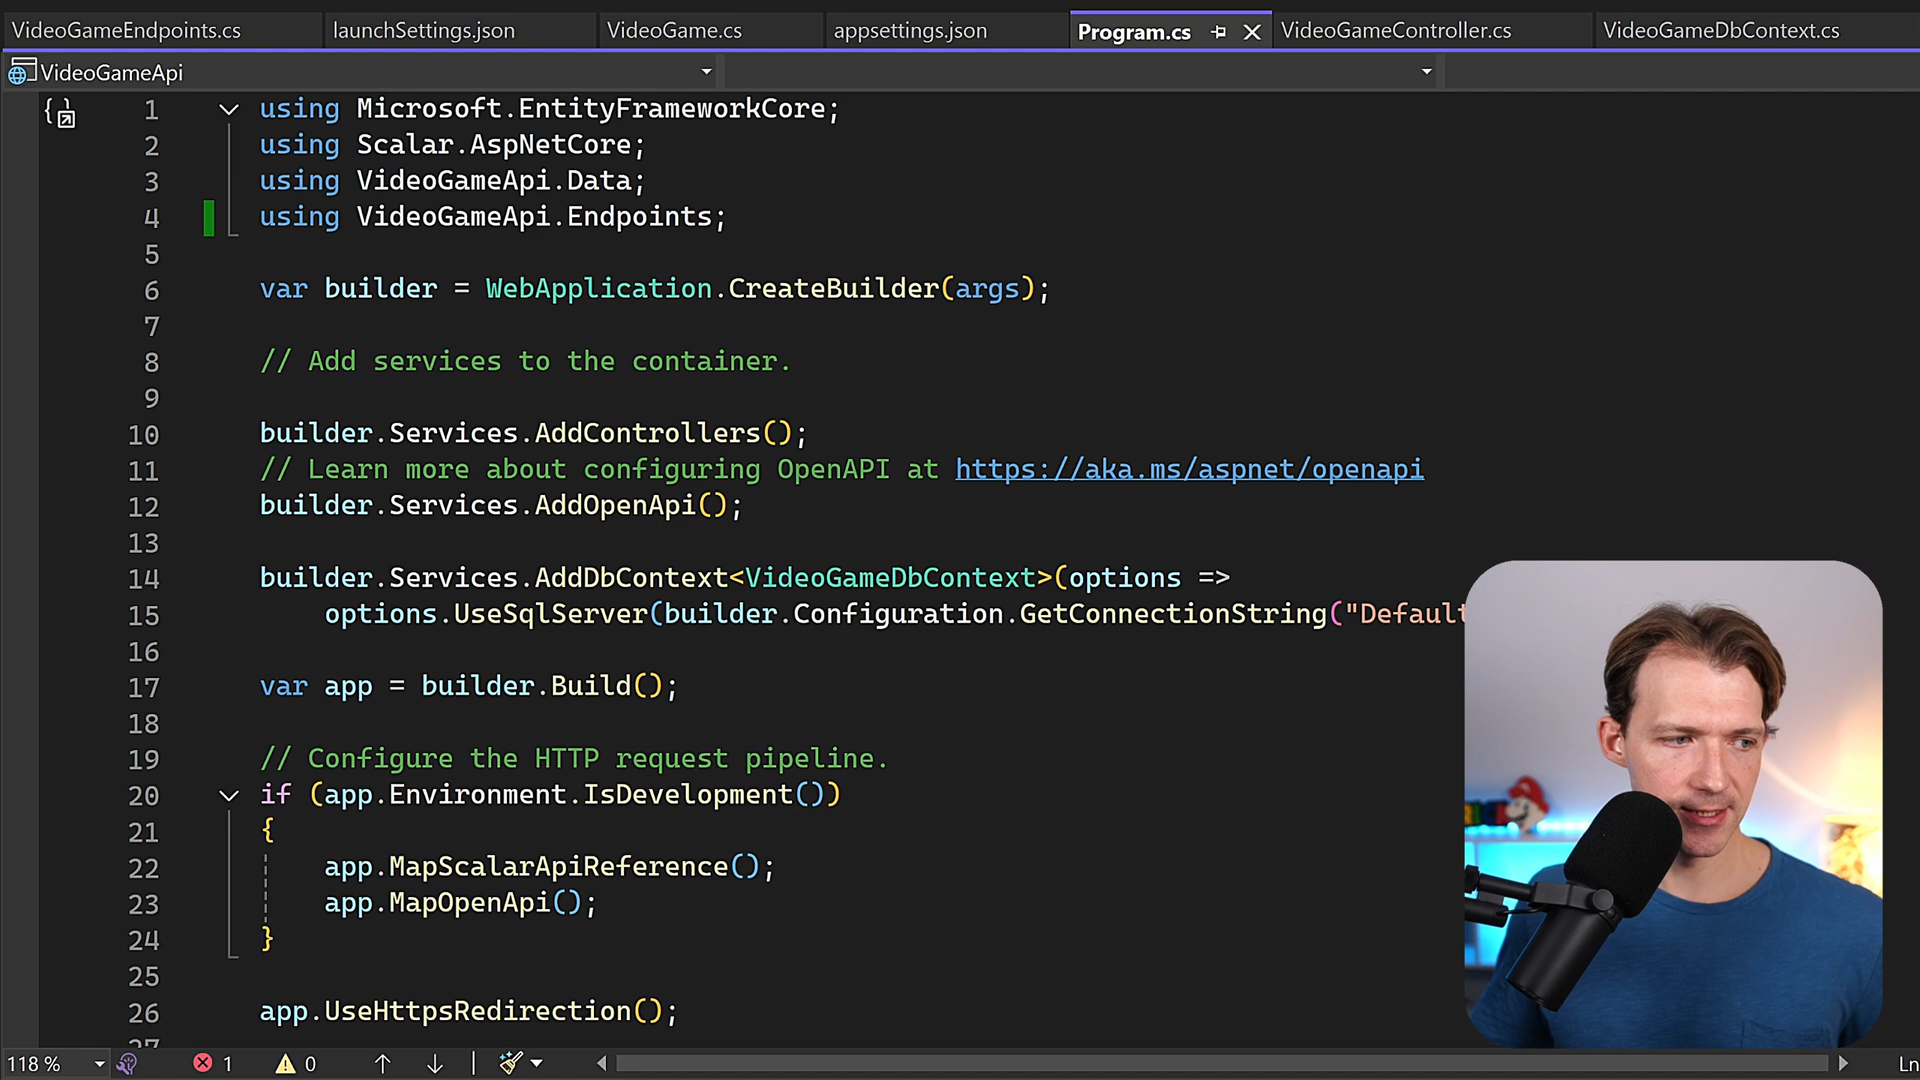 VideoGameEndpoints.cs launchSettings.json VideoGame.cs appsettings.json Program.cs VideoGameController.cs VideoGameDbContext.cs
VideoGameApi
1 using Microsoft.EntityFrameworkCore;
2 using Scalar.AspNetCore;
3 using VideoGameApi.Data;
4 using VideoGameApi.Endpoints;
5
6 var builder = WebApplication.CreateBuilder(args);
7
8 // Add services to the container.
9
10 builder.Services.AddControllers();
11 // Learn more about configuring OpenAPI at https://aka.ms/aspnet/openapi
12 builder.Services.AddOpenApi();
13
14 builder.Services.AddDbContext<VideoGameDbContext>(options =>
15 options.UseSqlServer(builder.Configuration.GetConnectionString("Default
16
17 var app = builder.Build();
18
19 // Configure the HTTP request pipeline.
20 if (app.Environment.IsDevelopment())
21 {
22 app.MapScalarApiReference();
23 app.MapOpenApi();
24 }
25
26 app.UseHttpsRedirection();
27
118 % 1 0 Ln